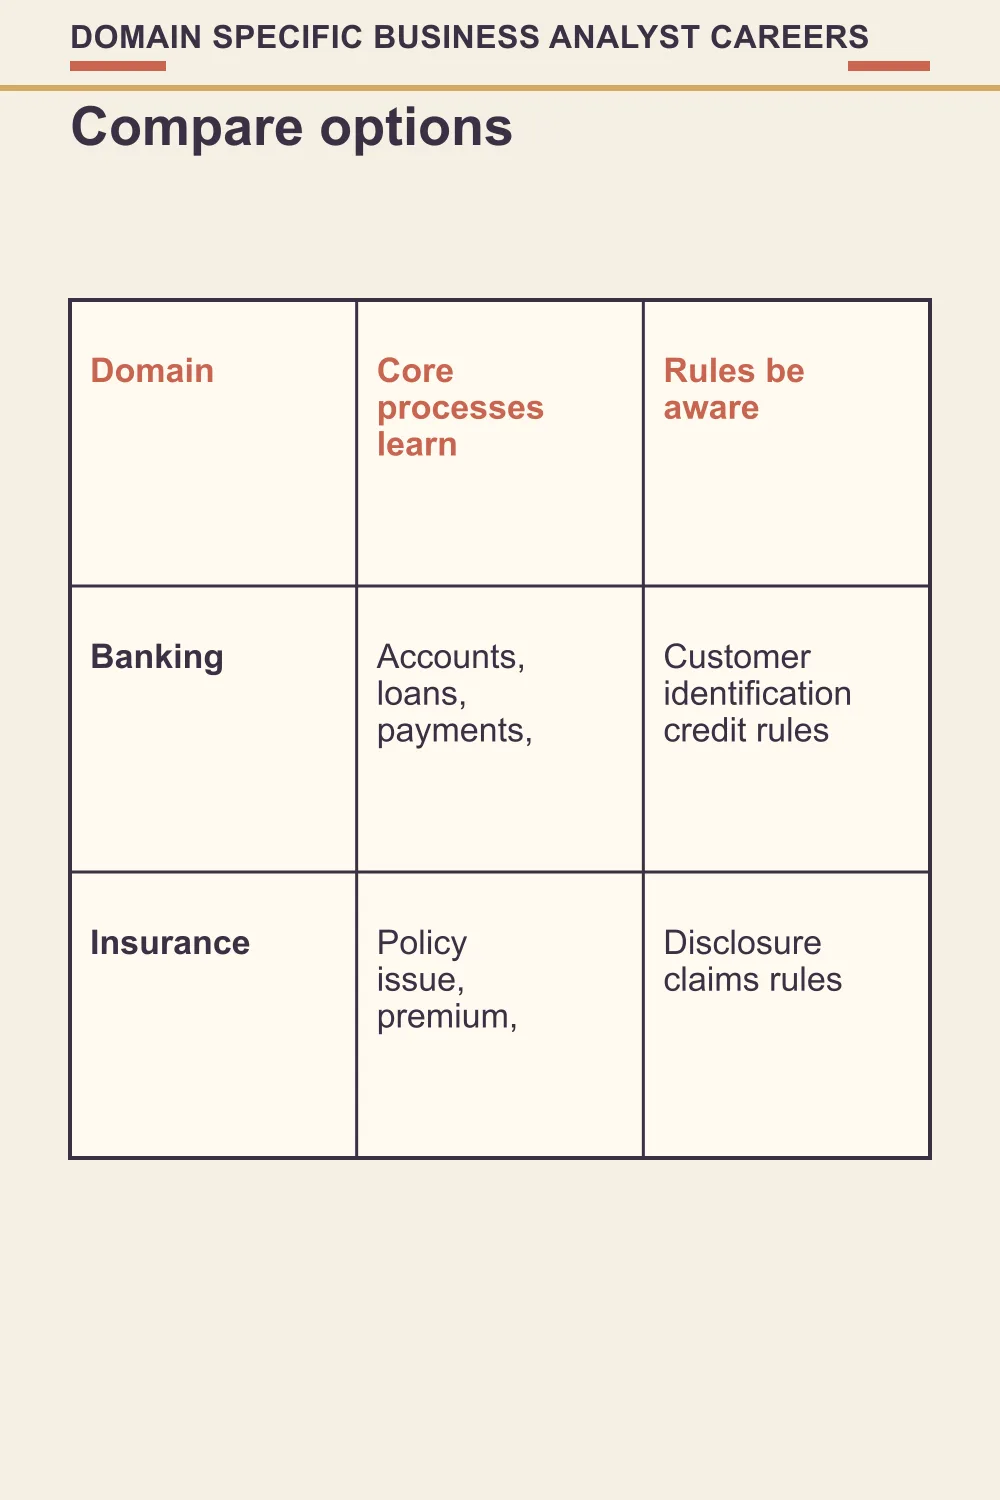 DOMAIN SPECIFIC BUSINESS ANALYST CAREERS
Compare options
Domain
Core
processes
learn
Rules be
aware
Banking
Accounts,
loans,
payments,
Customer
identification
credit rules
Insurance
Policy
issue,
premium,
Disclosure
claims rules